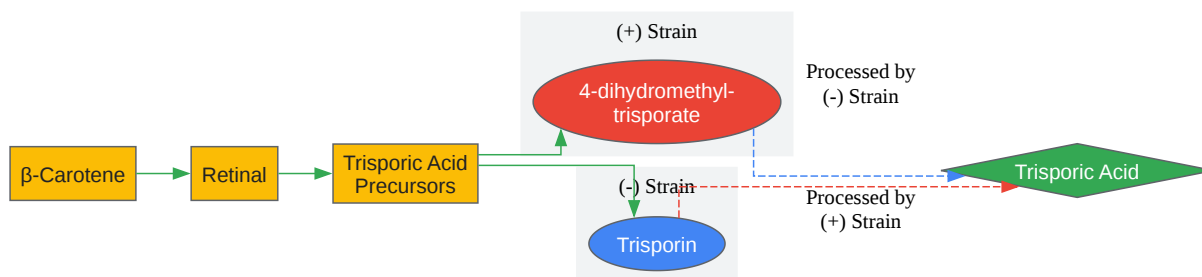 (+) Strain
4-dihydromethyl-
trisporate
Processed by
(-) Strain
β-Carotene
Retinal
Trisporic Acid
Precursors
Trisporic Acid
(-) Strain
Processed by
(+) Strain
Trisporin